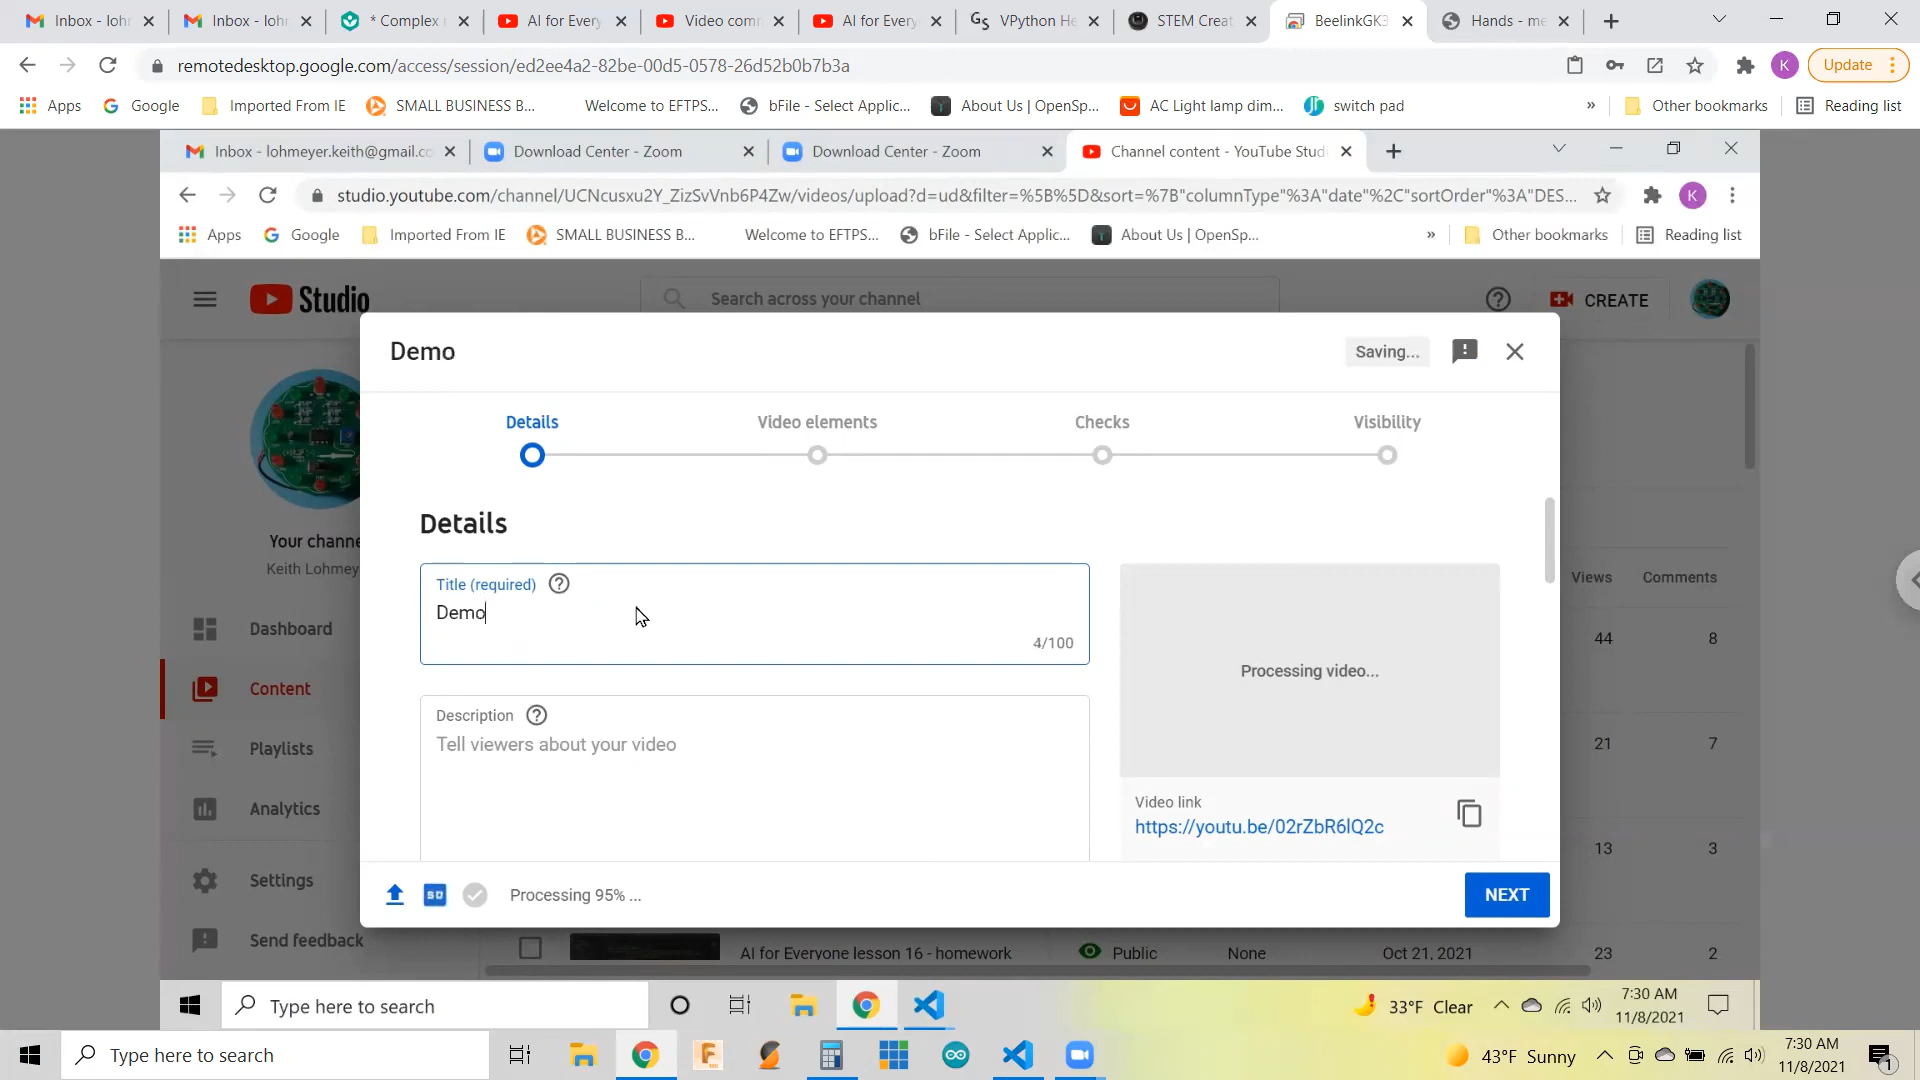 Inbox - loh
Inbox - loh
* Complex
AI for Every
Video com
AI for Every
VPython He
STEM Creat
BeelinkGK3
Hands - me
remotedesktop.google.com/access/session/ed2ee4a2-82be-00d5-0578-26d52b0b7b3a
K
Update
Apps
Google
Imported From IE
SMALL BUSINESS B...
Welcome to EFTPS...
bFile - Select Applic...
About Us | OpenSp...
AC Light lamp dim...
switch pad
»
Other bookmarks
Reading list
Inbox - lohmeyer.keith@gmail.co
Download Center - Zoom
Download Center - Zoom
Channel content - YouTube Studi
studio.youtube.com/channel/UCNcusxu2Y_ZizSvVnb6P4Zw/videos/upload?d=ud&filter=%5B%5D&sort=%7B"columnType"%3A"date"%2C"sortOrder"%3A"DES...
K
Apps
Google
Imported From IE
SMALL BUSINESS B...
Welcome to EFTPS...
bFile - Select Applic...
About Us | OpenSp...
»
Other bookmarks
Reading list
Studio
Search across your channel
CREATE
Demo
Saving...
Details
Video elements
Checks
Visibility
Details
Your channe
Keith Lohmey
Title (required)
Demo
4/100
Processing video...
Views
Comments
Dashboard
44
8
Content
Description
Tell viewers about your video
Playlists
21
7
Analytics
Video link
https://youtu.be/02rZbR6lQ2c
13
3
Settings
SD
Processing 95% ...
NEXT
Send feedback
AI for Everyone lesson 16 - homework
Public
None
Oct 21, 2021
23
2
Type here to search
33°F Clear
7:30 AM
11/8/2021
Type here to search
43°F Sunny
7:30 AM
11/8/2021
1